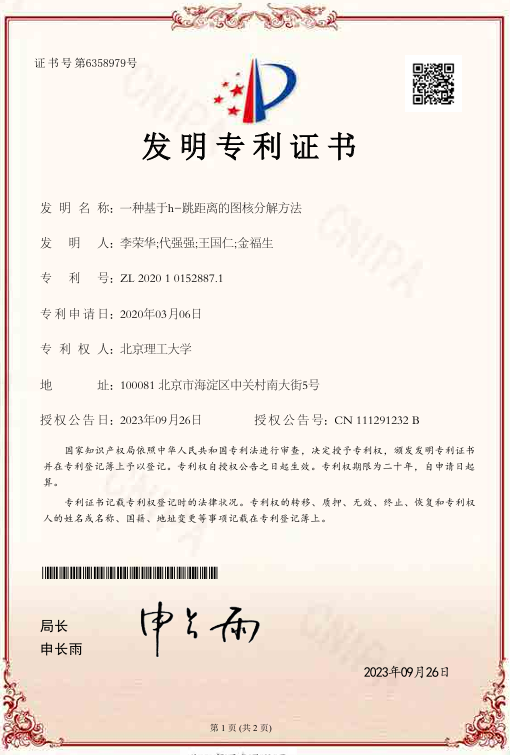 证书号第6358979号
发明专利证书
发明名称：一种基于h-跳距离的图核分解方法
发明人：李荣华;代强强;王国仁;金福生
专利号：ZL 2020 1 0152887.1
专利申请日：2020年03月06日
专利权人：北京理工大学
地址：100081 北京市海淀区中关村南大街5号
授权公告日：2023年09月26日 授权公告号：CN 111291232 B
国家知识产权局依照中华人民共和国专利法进行审查，决定授予专利权，颁发发明专利证书
并在专利登记簿上予以登记。专利权自授权公告之日起生效。专利权期限为二十年，自申请日起
算。
专利证书记载专利权登记时的法律状况。专利权的转移、质押、无效、终止、恢复和专利权
人的姓名或名称、国籍、地址变更等事项记载在专利登记簿上。
局长
申长雨
申长雨
2023年09月26日
第 1 页 (共 2 页)
CNIPA
CNIPA
CNIPA
CNIPA